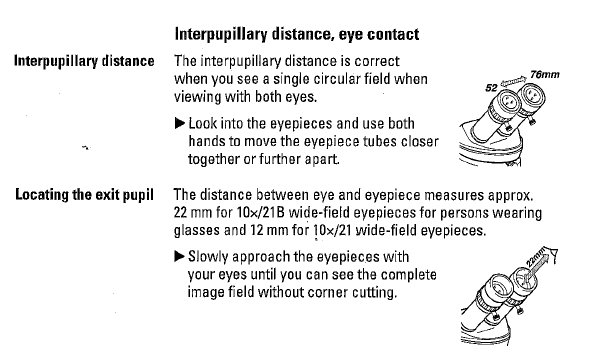 Interpupillary distance, eye contact
Interpupillary distance
The interpupillary distance is correct
when you see a single circular field when
viewing with both eyes.
▶ Look into the eyepieces and use both
hands to move the eyepiece tubes closer
together or further apart.
52
76mm
Locating the exit pupil
The distance between eye and eyepiece measures approx.
22 mm for 10×/21B wide-field eyepieces for persons wearing
glasses and 12 mm for 10×/21 wide-field eyepieces.
▶ Slowly approach the eyepieces with
your eyes until you can see the complete
image field without corner cutting.
22mm